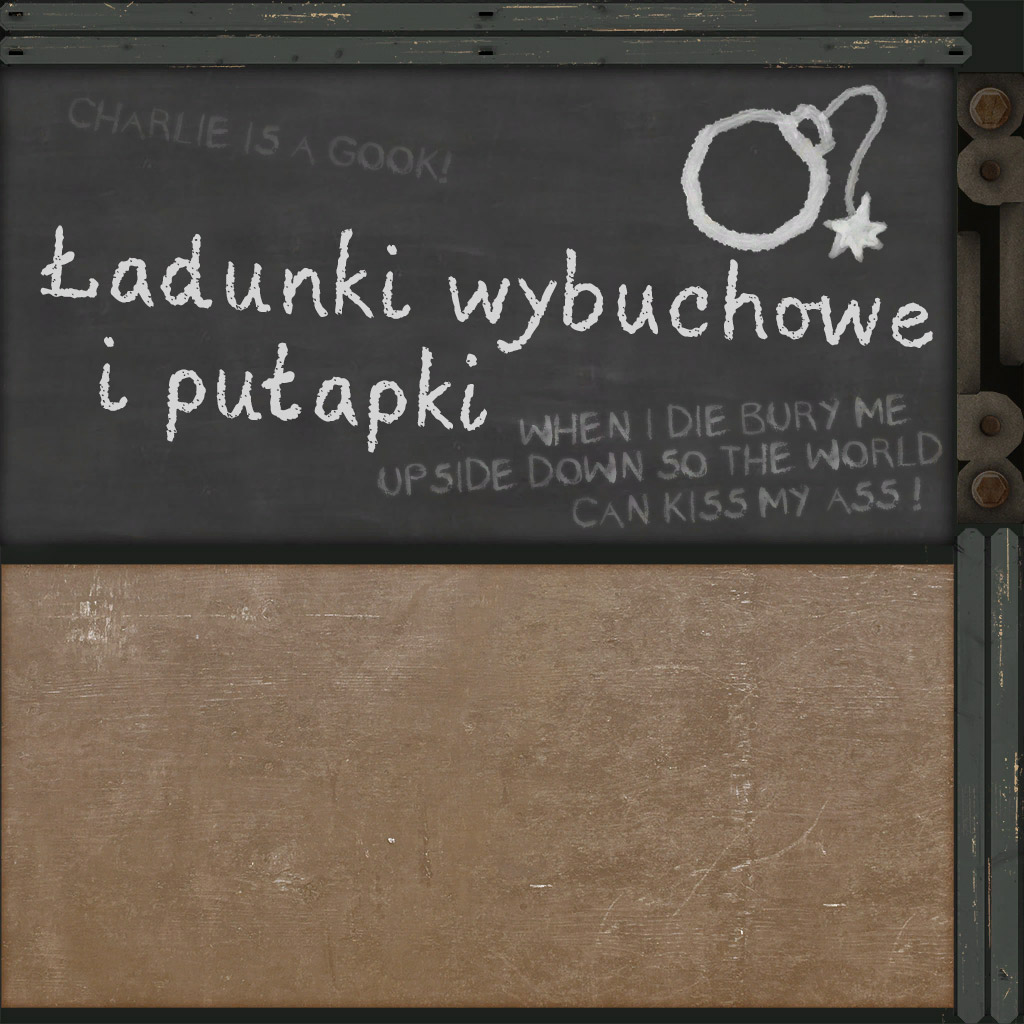 CHARLIE IS A GOOK!
Ładunki wybuchowe
i pułapki
WHEN I DIE BURY ME
UPSIDE DOWN SO THE WORLD
CAN KISS MY ASS!